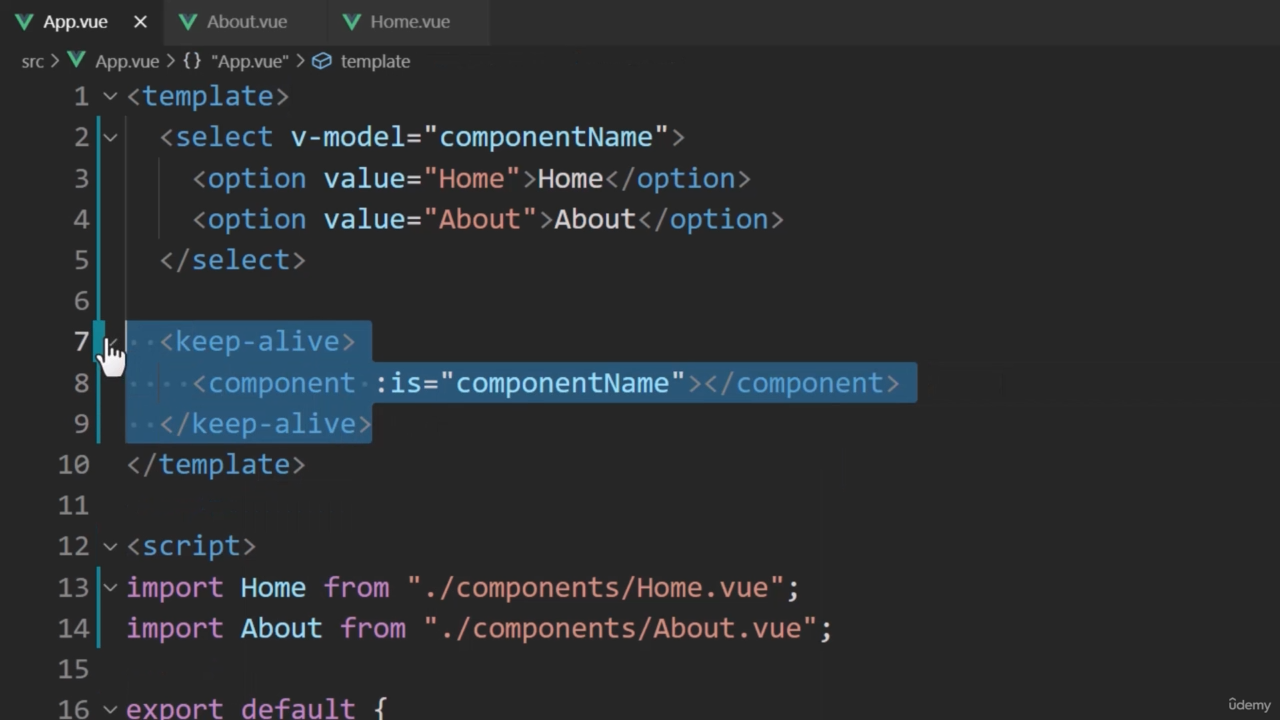 App.vue About.vue Home.vue
src > App.vue > {} "App.vue" > template
1 <template>
2 <select v-model="componentName">
3 <option value="Home">Home</option>
4 <option value="About">About</option>
5 </select>
6
7 <keep-alive>
8 <component :is="componentName"></component>
9 </keep-alive>
10 </template>
11
12 <script>
13 import Home from "./components/Home.vue";
14 import About from "./components/About.vue";
15
16 export default {
ûdemy